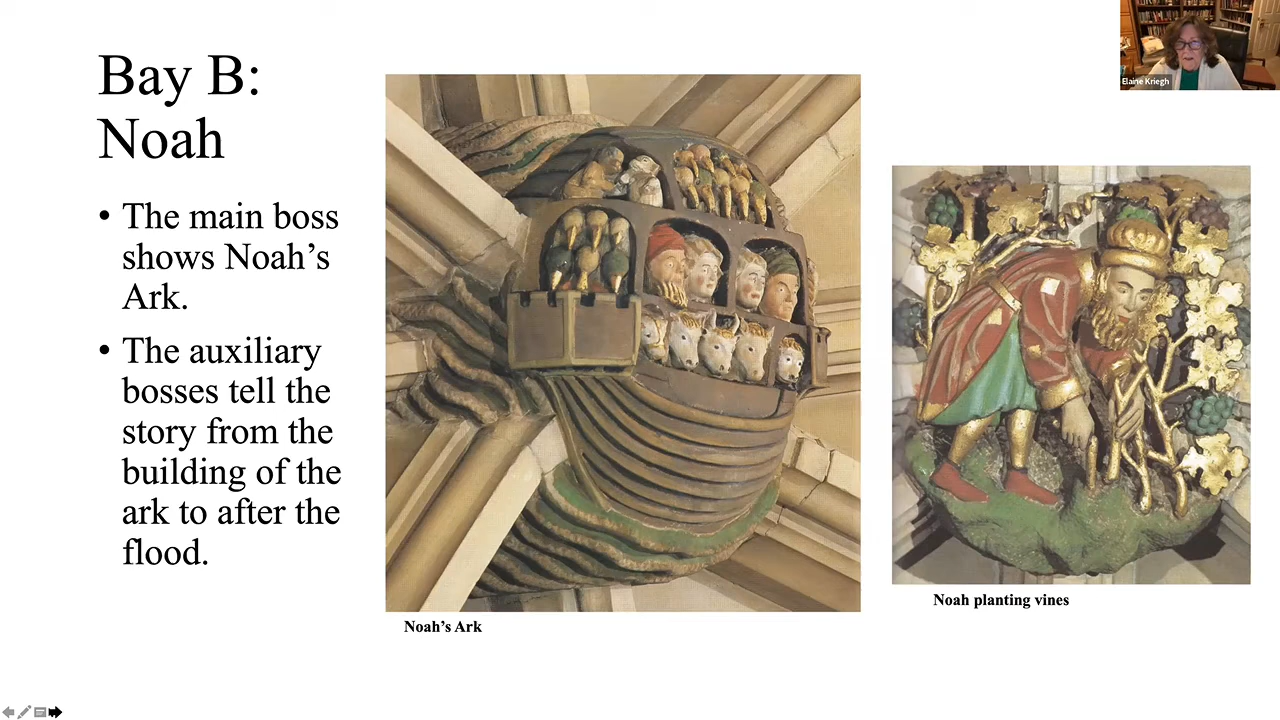 Bay B:
Noah
• The main boss
shows Noah’s
Ark.
• The auxiliary
bosses tell the
story from the
building of the
ark to after the
flood.
Noah’s Ark
Noah planting vines
Elaine Kriegh